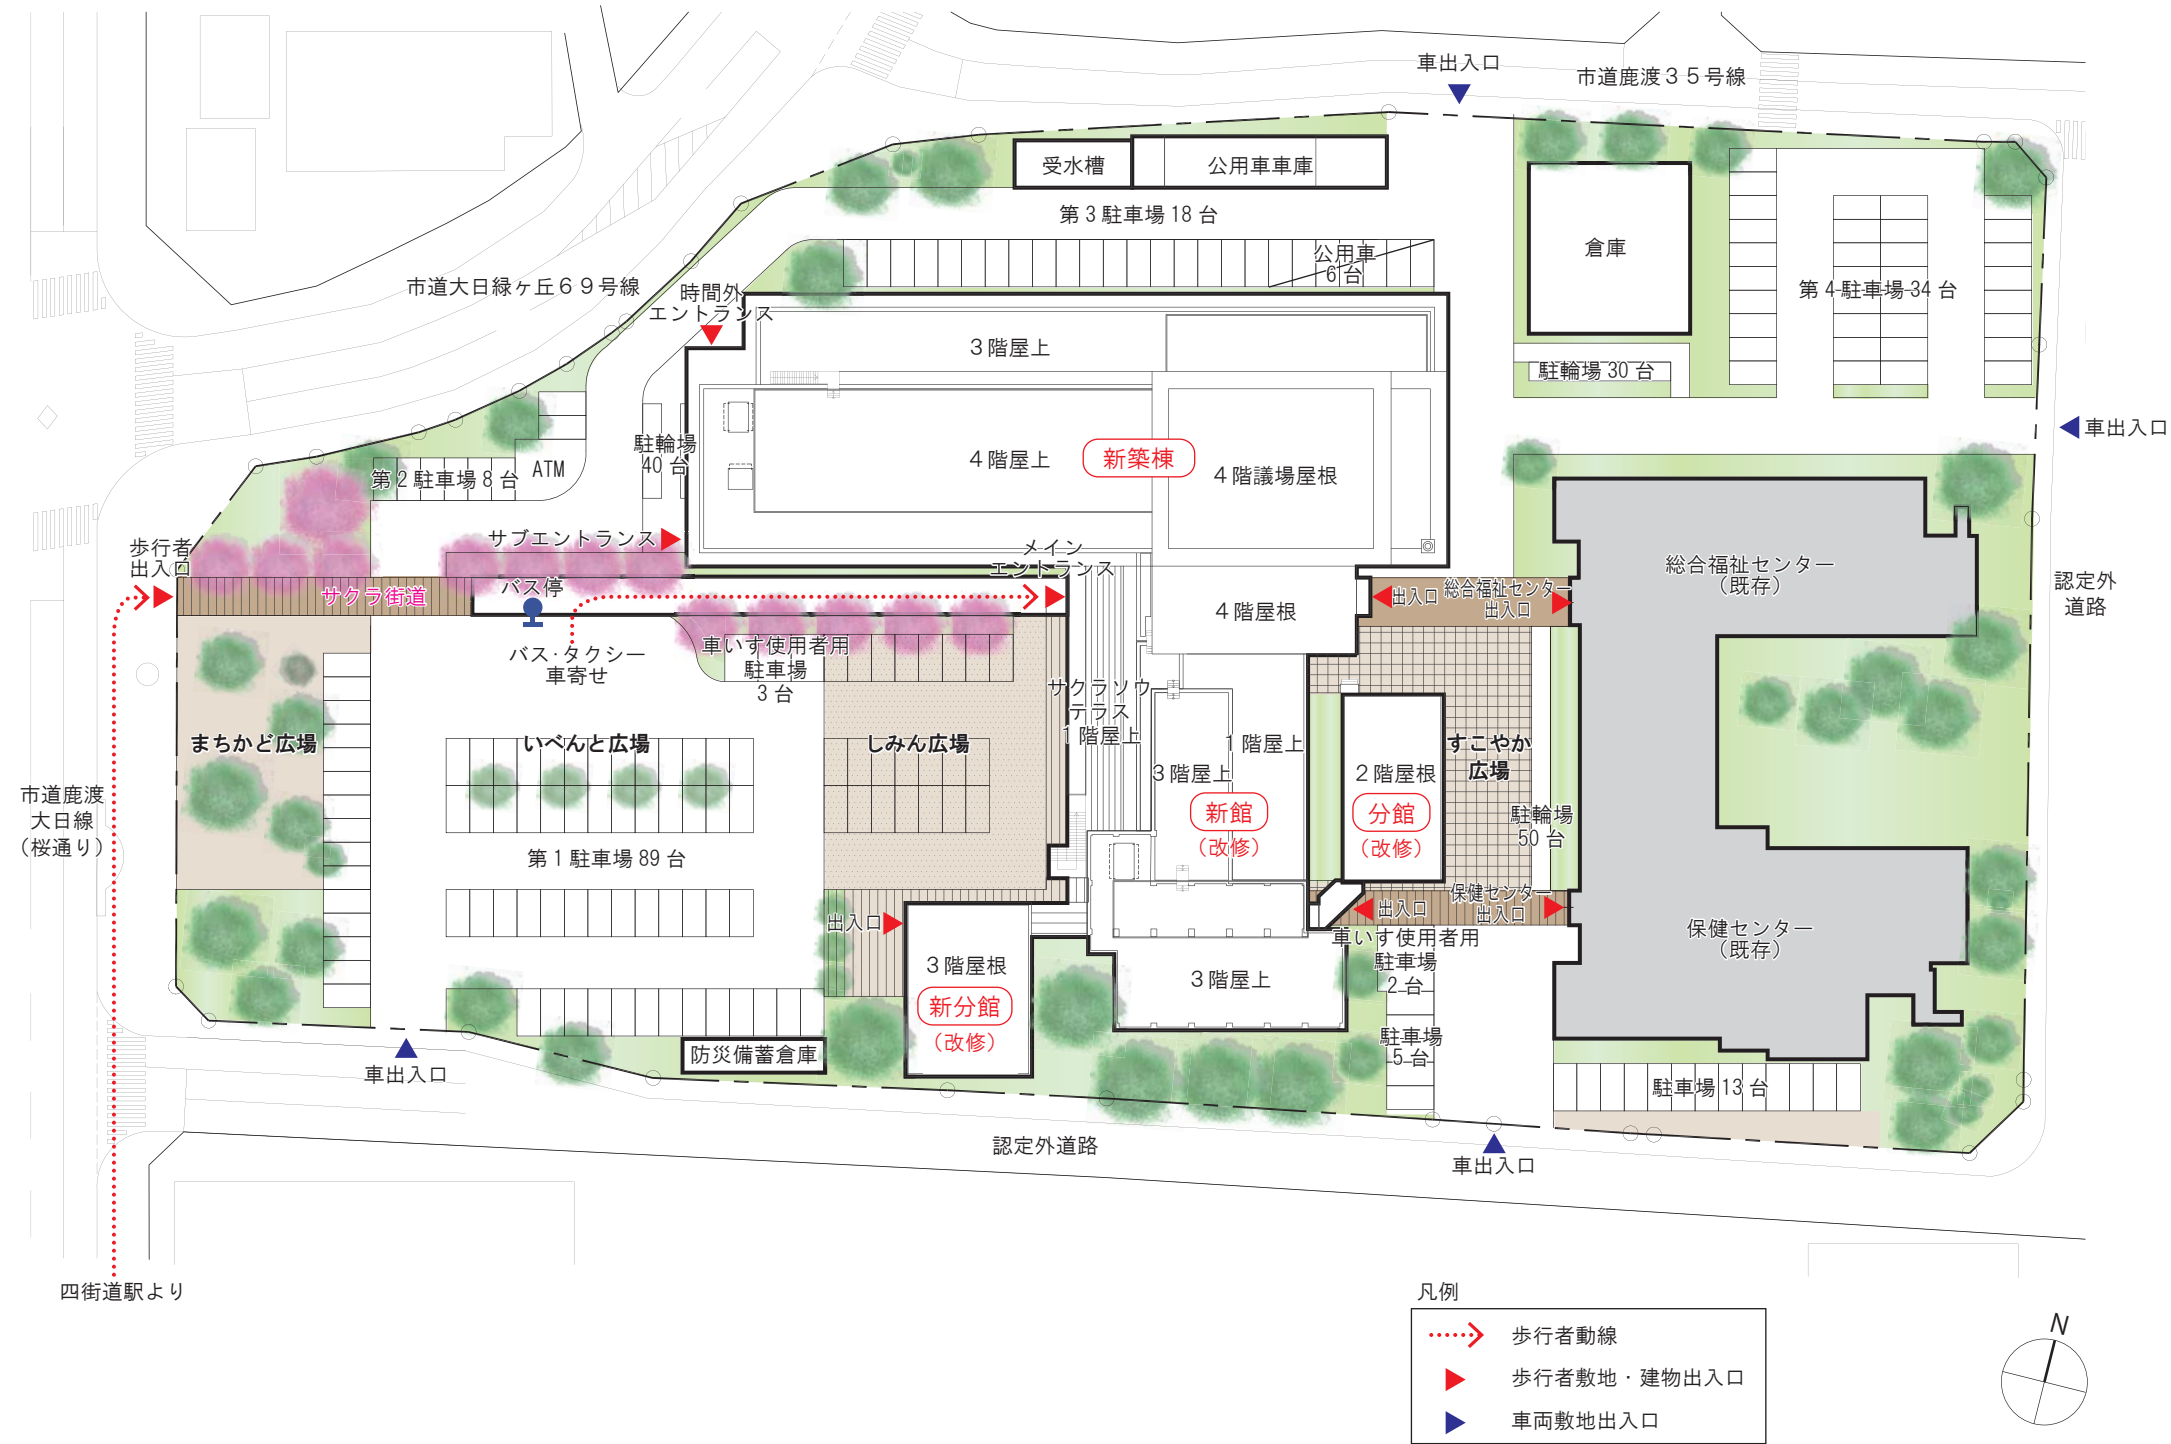 車出入口
市道鹿渡３５号線
受水槽
公用車車庫
第３駐車場 18 台
公用車
6 台
倉庫
第４駐車場 34 台
駐輪場 30 台
車出入口
市道大日緑ヶ丘６９号線
時間外
エントランス
３階屋上
４階屋上
新築棟
４階議場屋根
駐輪場
40 台
第２駐車場 8 台
ATM
サブエントランス
メイン
エントランス
歩行者
出入口
サクラ街道
バス停
バス・タクシー
車寄せ
車いす使用者用
駐車場
3 台
４階屋根
出入口
総合福祉センター
出入口
総合福祉センター
（既存）
認定外
道路
サクラソウ
テラス
１階屋上
まちかど広場
いべんと広場
しみん広場
１階屋上
３階屋上
新館
（改修）
２階屋根
分館
（改修）
すこやか
広場
駐輪場
50 台
市道鹿渡
大日線
（桜通り）
第１駐車場 89 台
出入口
出入口
保健センター
出入口
保健センター
（既存）
車いす使用者用
駐車場
2 台
３階屋根
新分館
（改修）
３階屋上
駐車場
5 台
防災備蓄倉庫
車出入口
駐車場 13 台
認定外道路
車出入口
四街道駅より
凡例
歩行者動線
歩行者敷地・建物出入口
車両敷地出入口
N